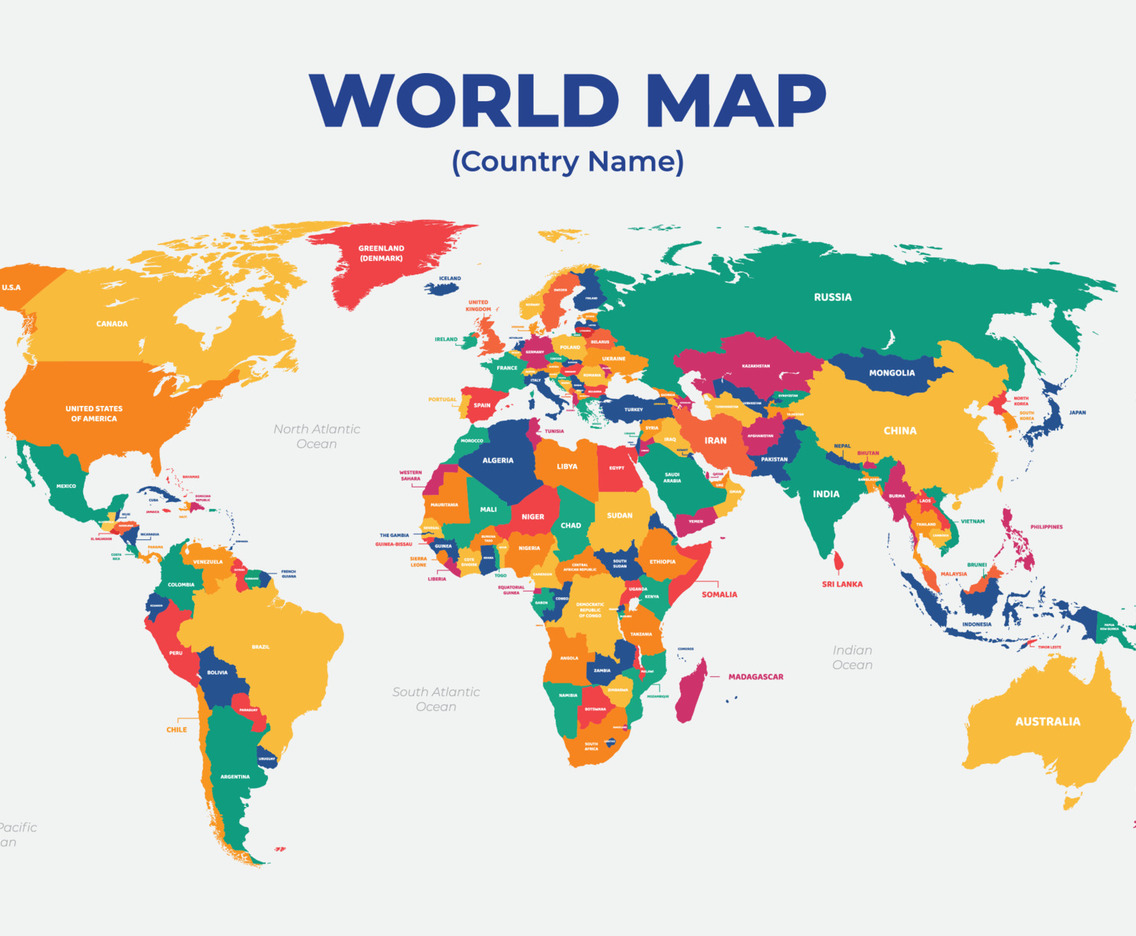 WORLD MAP
(Country Name)
GREENLAND
(DENMARK)
ICELAND
U.S.A
CANADA
RUSSIA
UNITED
KINGDOM
IRELAND
SWEDEN
NORWAY
FINLAND
POLAND
BELARUS
GERMANY
UKRAINE
FRANCE
KAZAKHSTAN
MONGOLIA
ITALY
ROMANIA
PORTUGAL
SPAIN
TURKEY
UNITED STATES
OF AMERICA
North Atlantic
Ocean
CHINA
NORTH
KOREA
SOUTH
KOREA
JAPAN
MOROCCO
TUNISIA
SYRIA
IRAQ
IRAN
AFGHANISTAN
PAKISTAN
NEPAL
BHUTAN
ALGERIA
LIBYA
EGYPT
SAUDI
ARABIA
WESTERN
SAHARA
MEXICO
BAHAMAS
CUBA
DOMINICAN
REPUBLIC
JAMAICA
MAURITANIA
MALI
NIGER
CHAD
SUDAN
YEMEN
OMAN
INDIA
BURMA
LAOS
THAILAND
VIETNAM
PHILIPPINES
EL SALVADOR
NICARAGUA
COSTA
RICA
PANAMA
THE GAMBIA
GUINEA-BISSAU
GUINEA
SIERRA
LEONE
LIBERIA
TOGO
NIGERIA
CENTRAL
AFRICAN REPUBLIC
SOUTH
SUDAN
ETHIOPIA
SOMALIA
SRI LANKA
MALAYSIA
BRUNEI
INDONESIA
PAPUA
NEW GUINEA
TIMOR LESTE
VENEZUELA
COLOMBIA
FRENCH
GUIANA
ECUADOR
PERU
BRAZIL
BOLIVIA
PARAGUAY
CHILE
ARGENTINA
URUGUAY
EQUATORIAL
GUINEA
GABON
CONGO
DEMOCRATIC
REPUBLIC
OF CONGO
UGANDA
KENYA
TANZANIA
COMOROS
ANGOLA
ZAMBIA
MOZAMBIQUE
ZIMBABWE
NAMIBIA
BOTSWANA
SOUTH
AFRICA
MADAGASCAR
Indian
Ocean
South Atlantic
Ocean
AUSTRALIA
Pacific
an